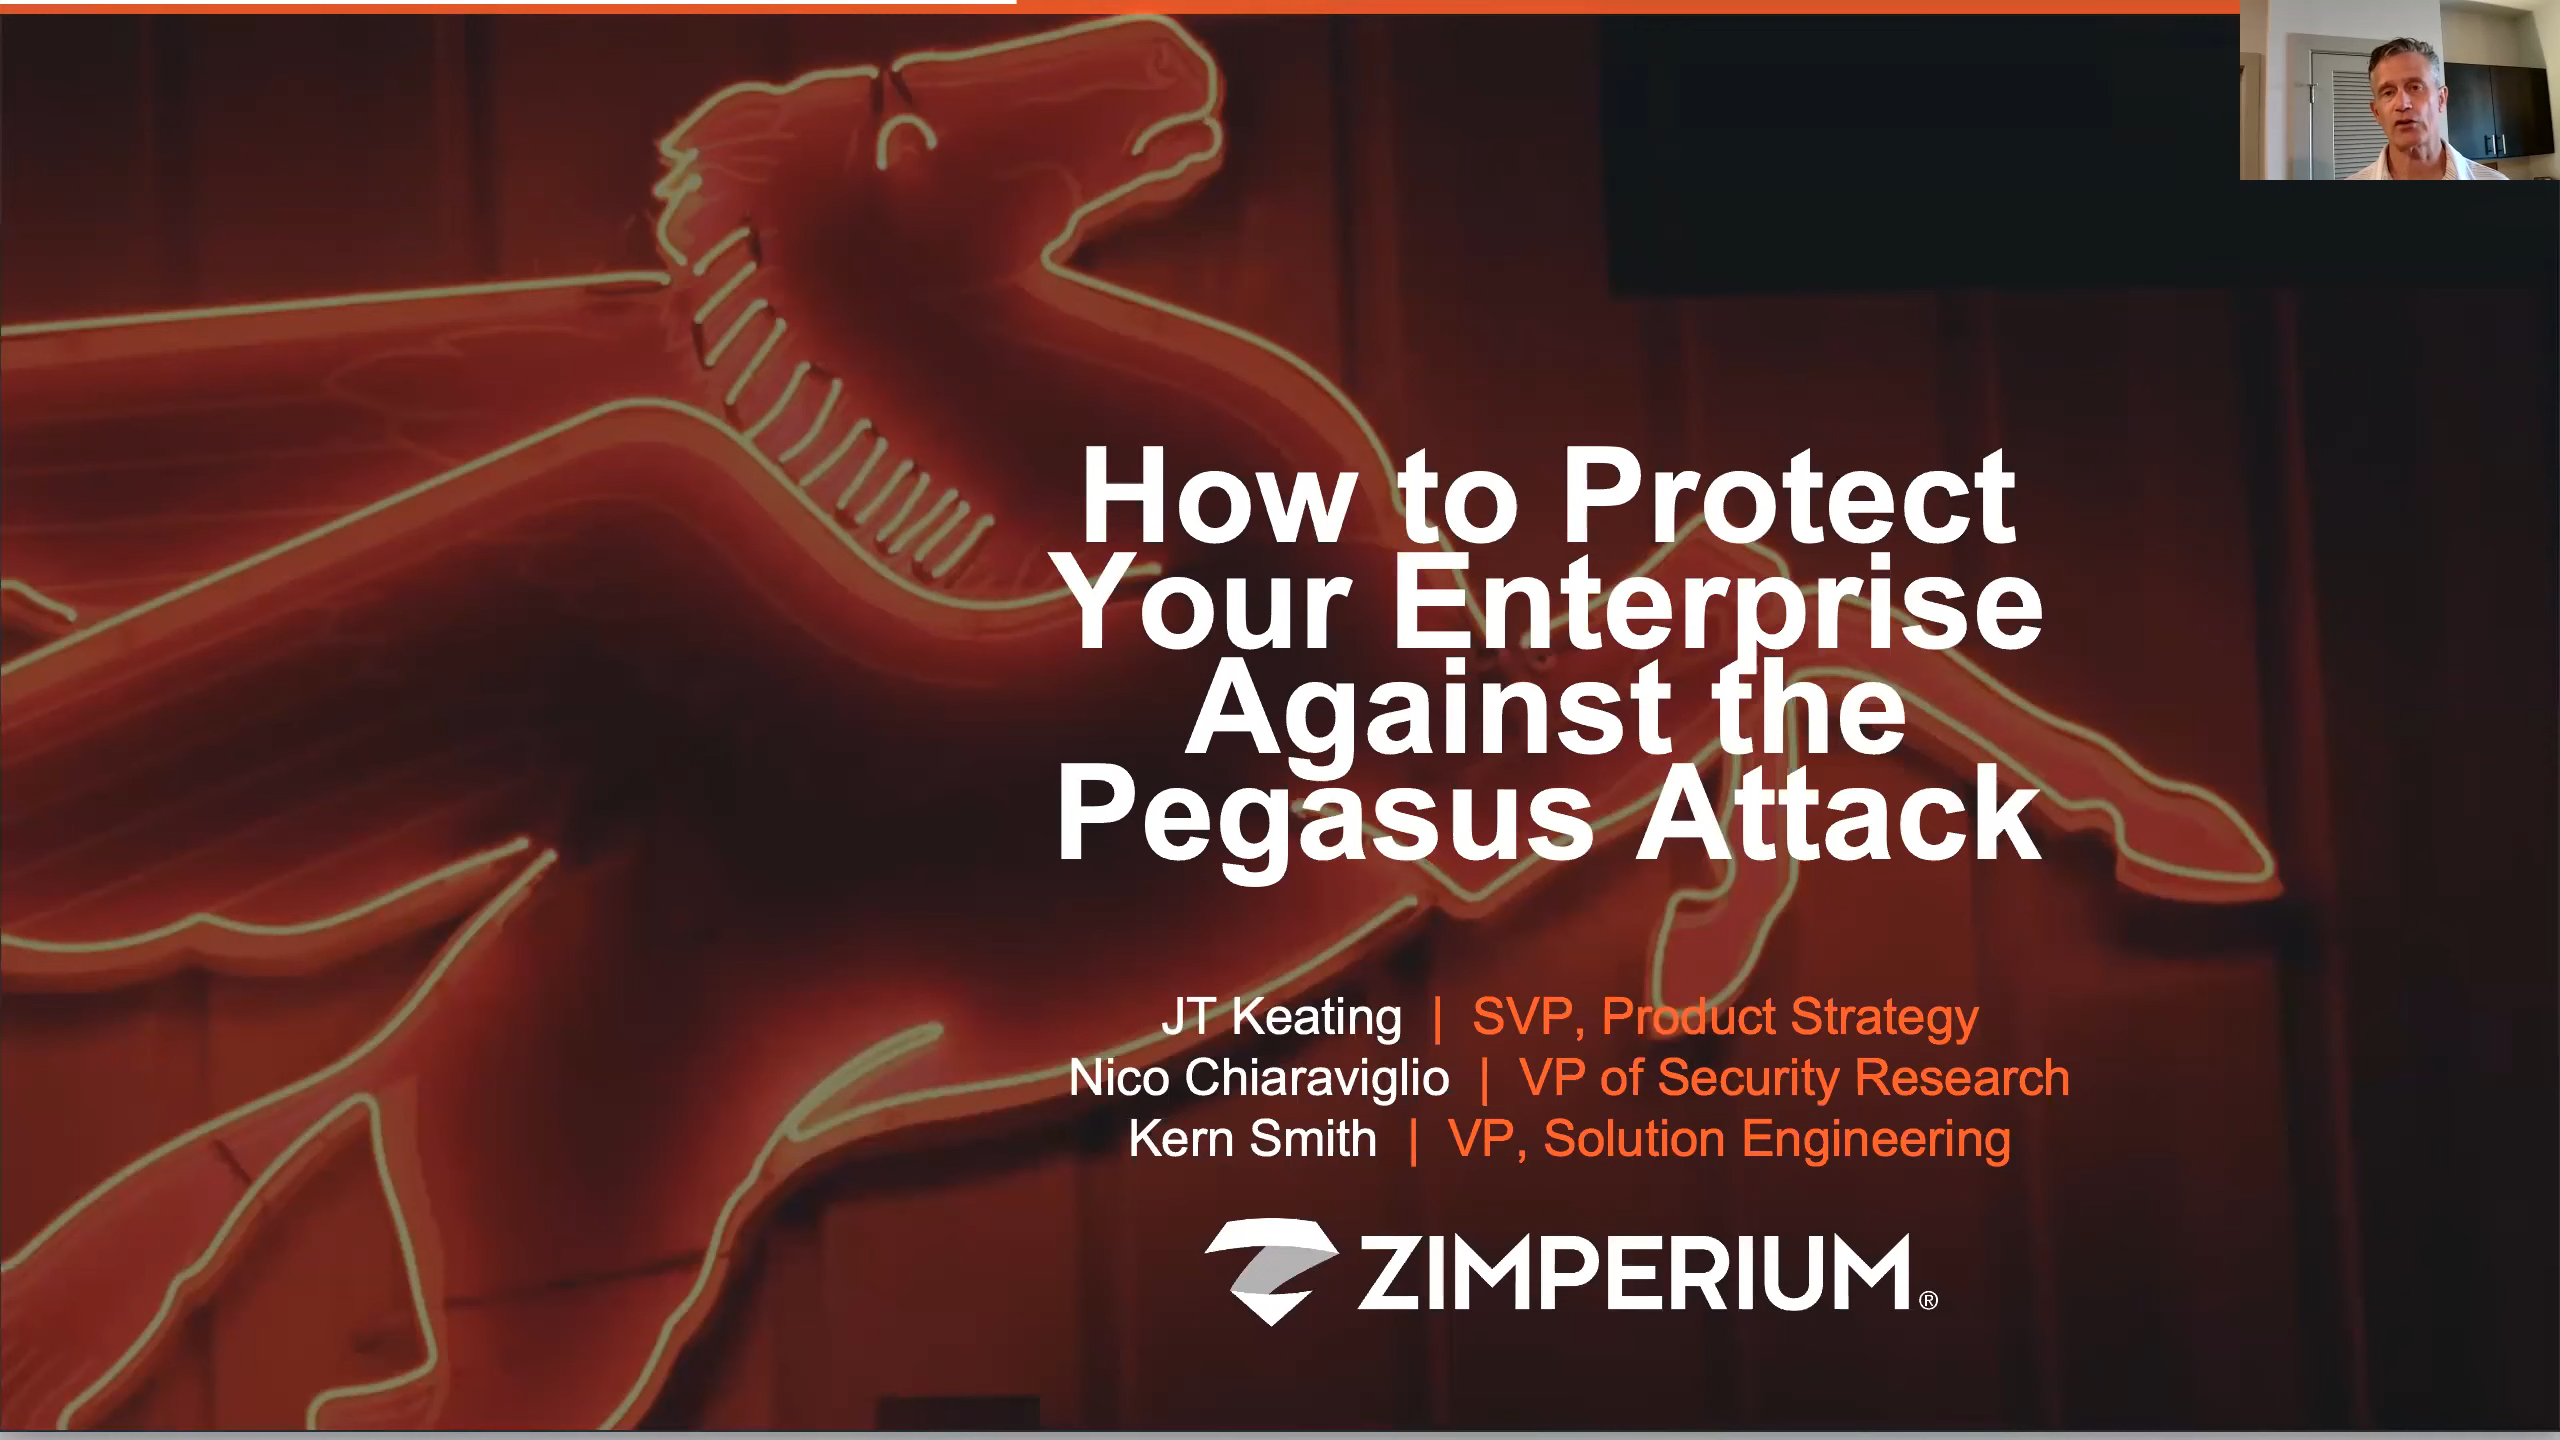 How to Protect
Your Enterprise
Against the
Pegasus Attack
JT Keating | SVP, Product Strategy
Nico Chiaraviglio | VP of Security Research
Kern Smith | VP, Solution Engineering
ZIMPERIUM®